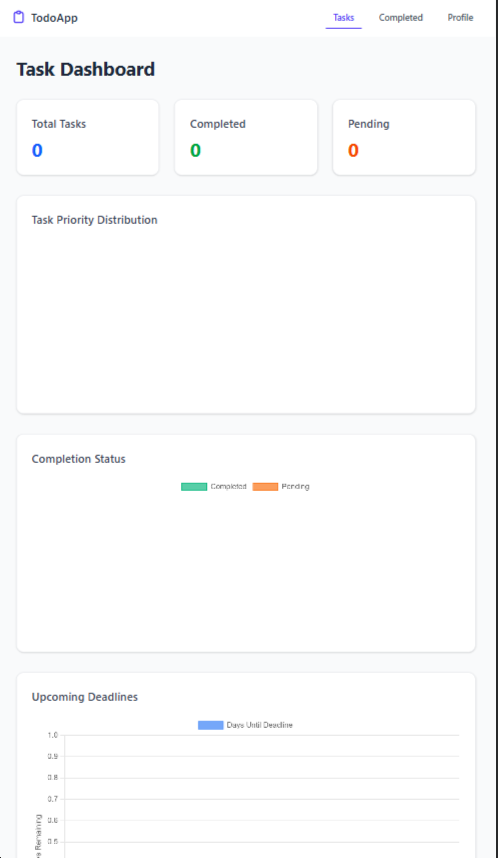 TodoApp Tasks Completed Profile
Task Dashboard
Total Tasks Completed Pending
0 0 0
Task Priority Distribution
Completion Status
Completed Pending
Upcoming Deadlines
Days Until Deadline
1.0
0.9
0.8
0.7
0.6
0.5
Remaining